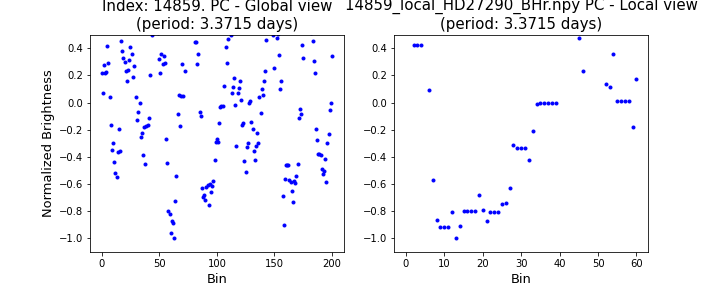 Index: 14859. PC - Global view
(period: 3.3715 days)
14859_local_HD27290_BHr.npy PC - Local view
(period: 3.3715 days)
Normalized Brightness
0.4
0.2
0.0
−0.2
−0.4
−0.6
−0.8
−1.0
0 50 100 150 200
Bin
0.4
0.2
0.0
−0.2
−0.4
−0.6
−0.8
−1.0
0 10 20 30 40 50 60
Bin